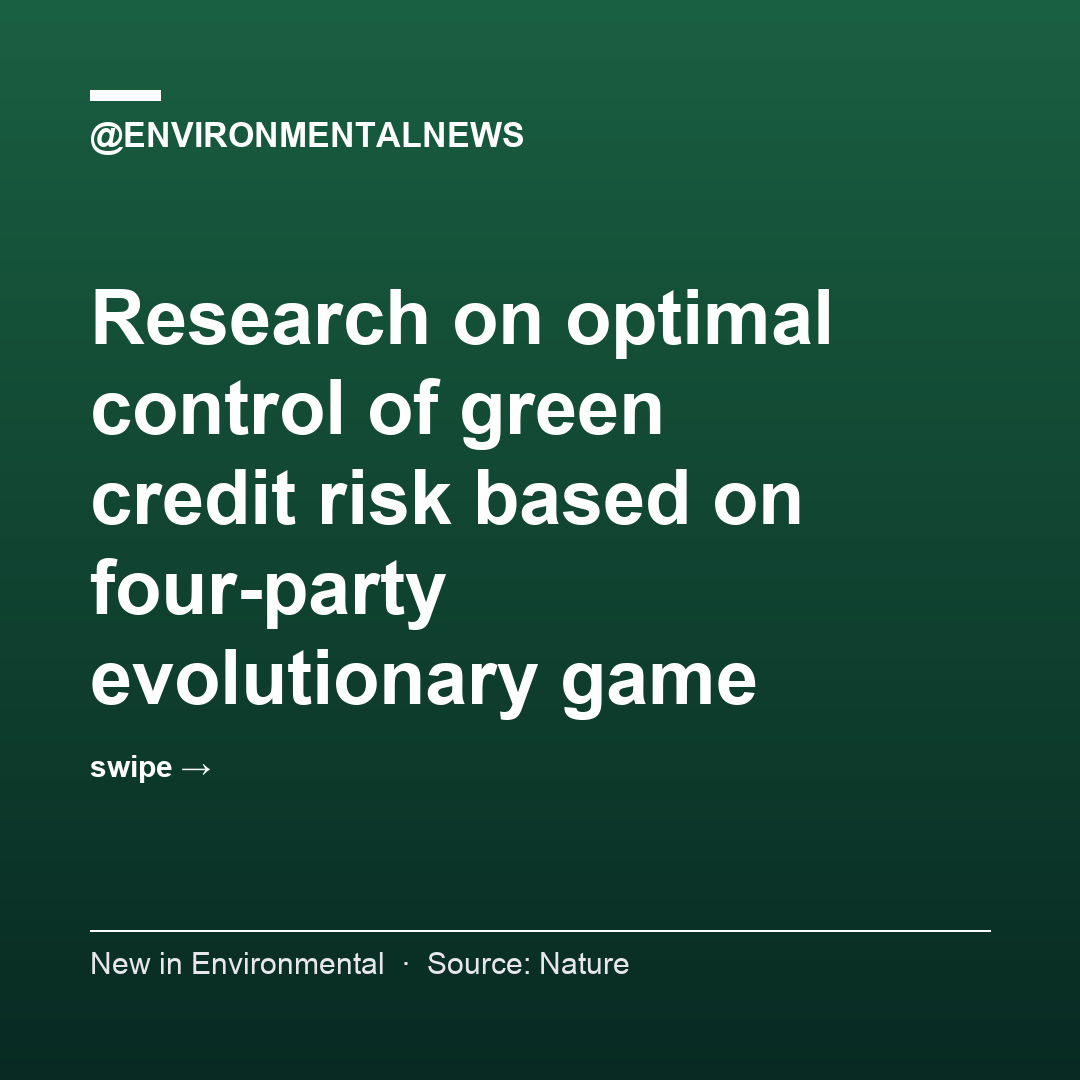 @ENVIRONMENTALNEWS
Research on optimal
control of green
credit risk based on
four-party
evolutionary game
swipe →
New in Environmental · Source: Nature